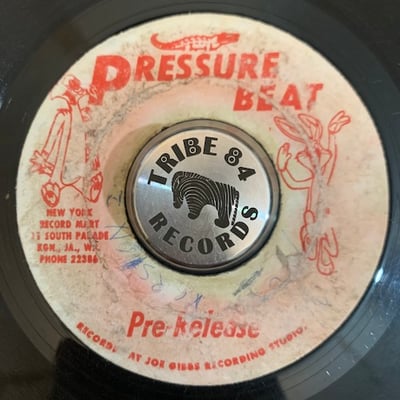 PRESSURE
BEAT
TRIBE 84
RECORDS
NEW YORK
RECORD MART
11 SOUTH PARADE
KGN., JA., W.I.
PHONE 22386
Pre-Release
RECORDED AT JOE GIBBS RECORDING STUDIO.